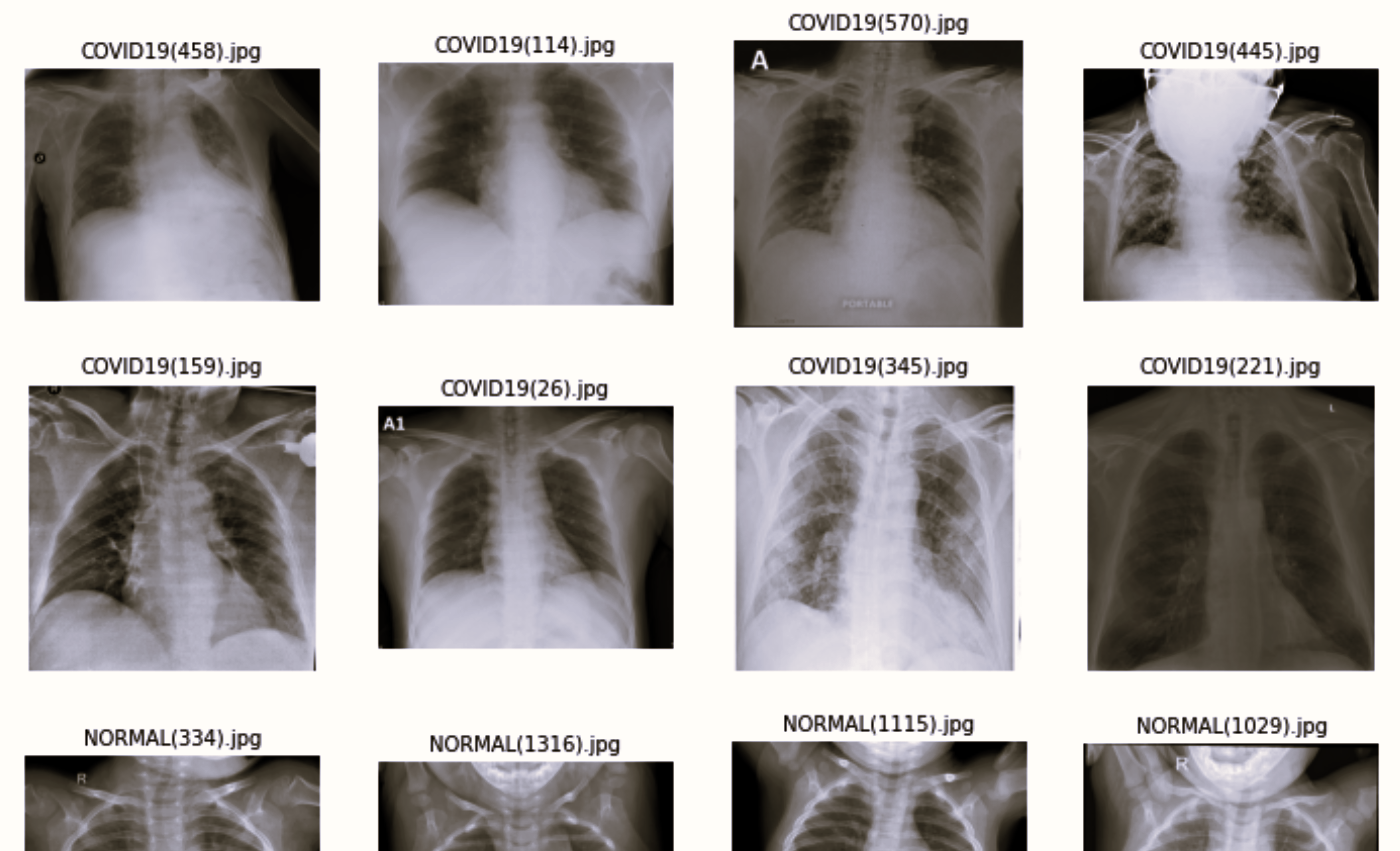 COVID19(458).jpg
COVID19(114).jpg
COVID19(570).jpg
COVID19(445).jpg
A
PORTABLE
COVID19(159).jpg
COVID19(26).jpg
COVID19(345).jpg
COVID19(221).jpg
A1
L
NORMAL(334).jpg
NORMAL(1316).jpg
NORMAL(1115).jpg
NORMAL(1029).jpg
R
R